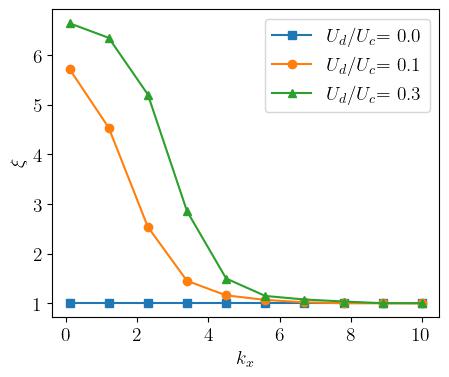 U_d/U_c= 0.0
U_d/U_c= 0.1
U_d/U_c= 0.3
6
5
4
3
2
1
ξ
0 2 4 6 8 10
k_x